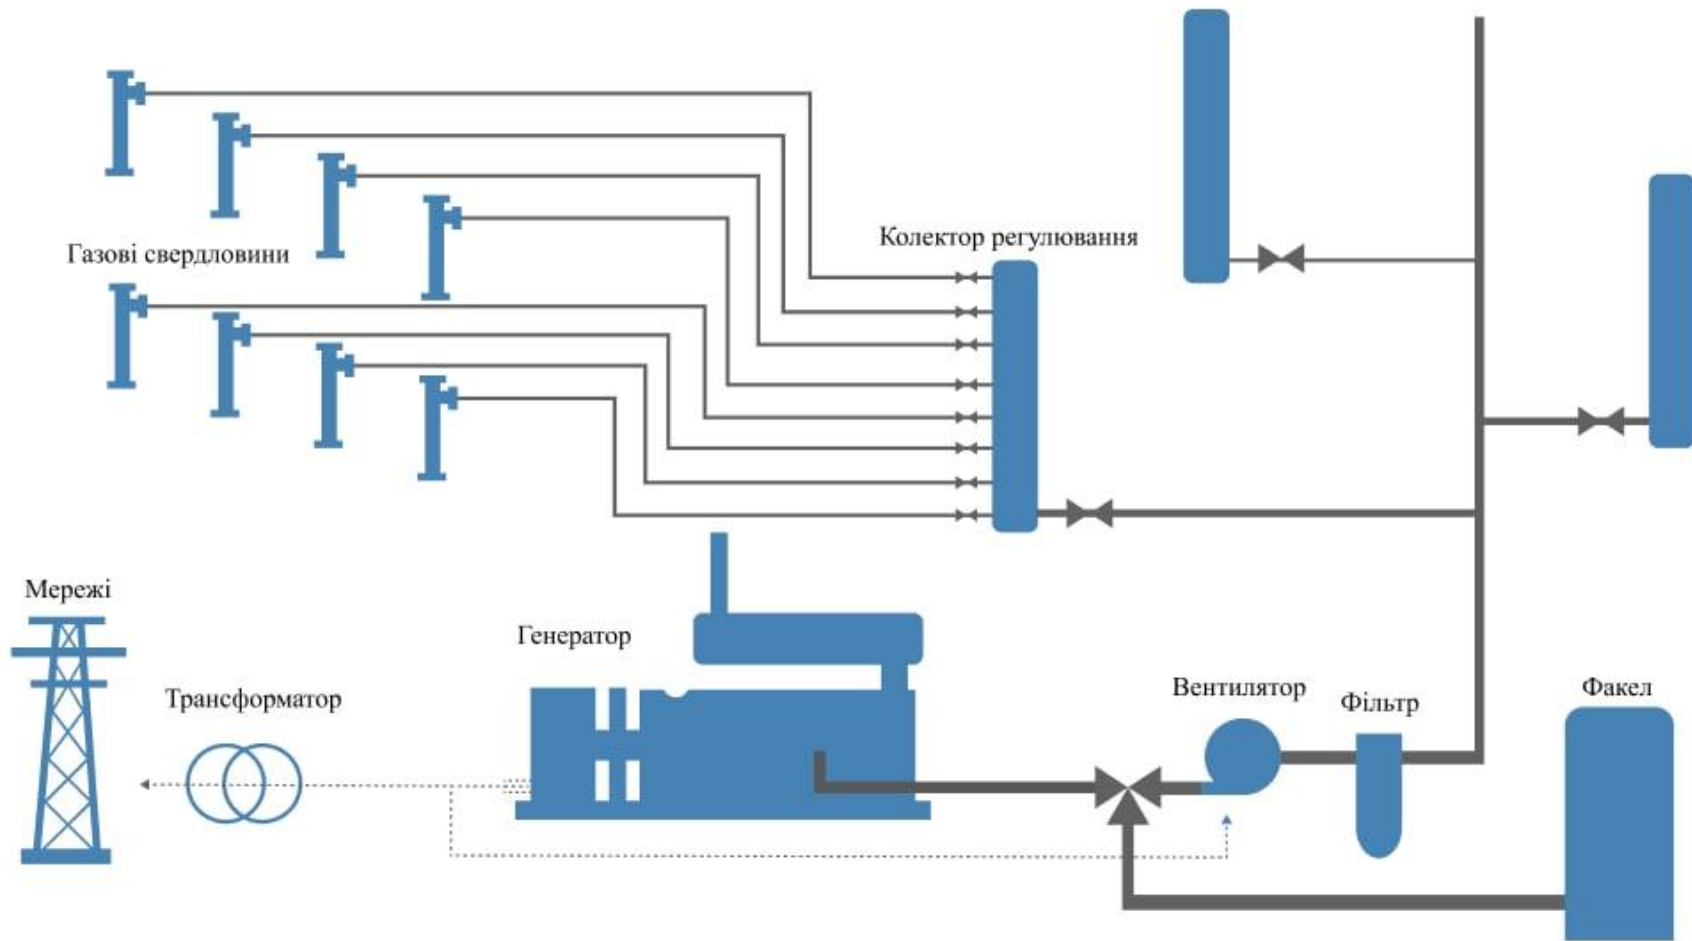 Газові свердловини
Колектор регулювання
Мережі
Трансформатор
Генератор
Вентилятор
Фільтр
Факел